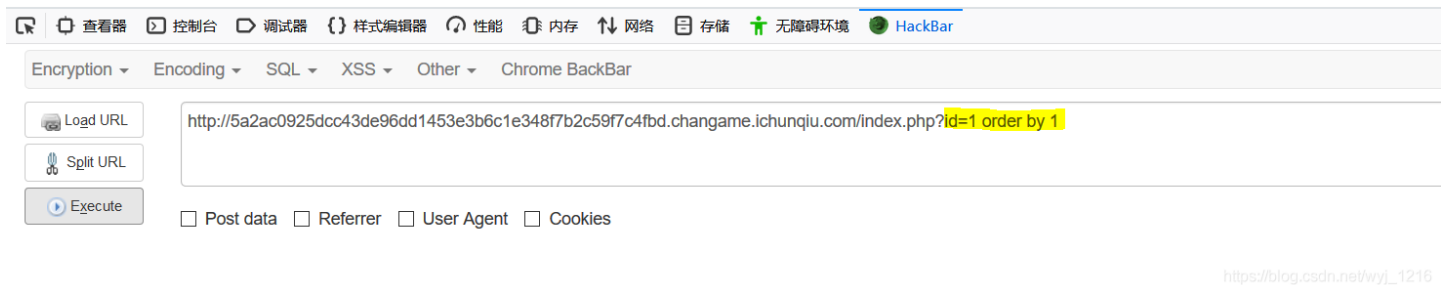 查看器 控制台 调试器 {} 样式编辑器 性能 内存 网络 存储 无障碍环境 HackBar
Encryption Encoding SQL XSS Other Chrome BackBar
Load URL http://5a2ac0925dcc43de96dd1453e3b6c1e348f7b2c59f7c4fbd.changame.ichunqiu.com/index.php?id=1 order by 1
Split URL
Execute
Post data Referrer User Agent Cookies
https://blog.csdn.net/wyj_1216